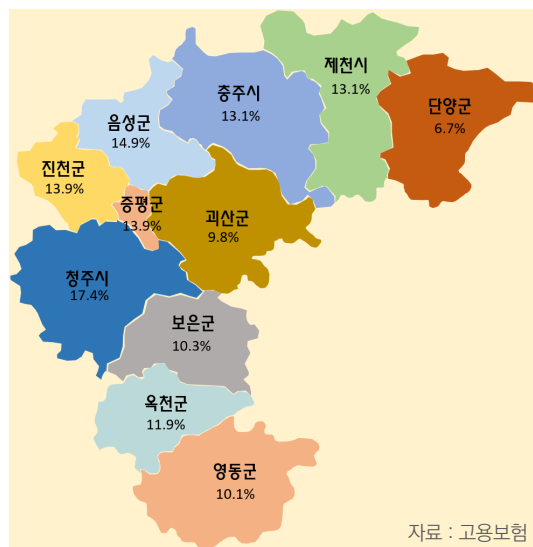 제천시
13.1%
충주시
13.1%
단양군
6.7%
음성군
14.9%
진천군
13.9%
증평군
13.9%
괴산군
9.8%
청주시
17.4%
보은군
10.3%
옥천군
11.9%
영동군
10.1%
자료 : 고용보험